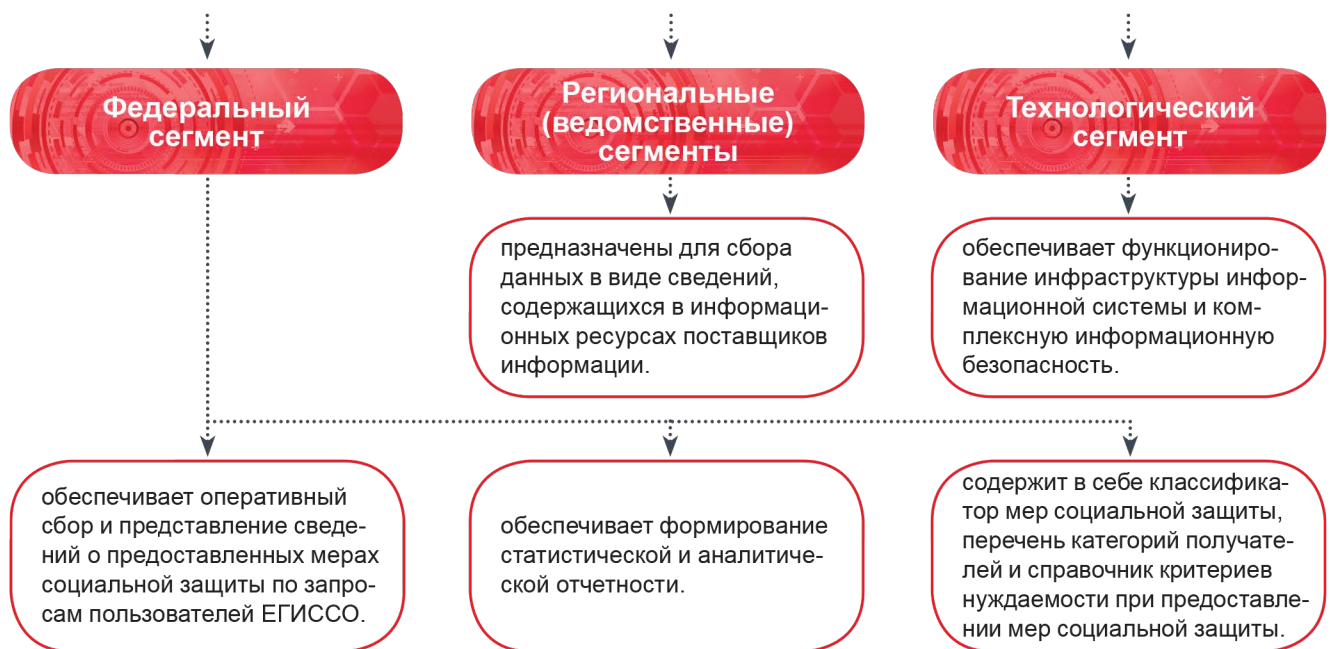 Федеральный
сегмент
Региональные
(ведомственные)
сегменты
Технологический
сегмент
предназначены для сбора
данных в виде сведений,
содержащихся в информаци-
онных ресурсах поставщиков
информации.
обеспечивает функциониро-
вание инфраструктуры инфор-
мационной системы и ком-
плексную информационную
безопасность.
обеспечивает оперативный
сбор и представление сведе-
ний о предоставленных мерах
социальной защиты по запро-
сам пользователей ЕГИССО.
обеспечивает формирование
статистической и аналитиче-
ской отчетности.
содержит в себе классифика-
тор мер социальной защиты,
перечень категорий получате-
лей и справочник критериев
нуждаемости при предоставле-
нии мер социальной защиты.